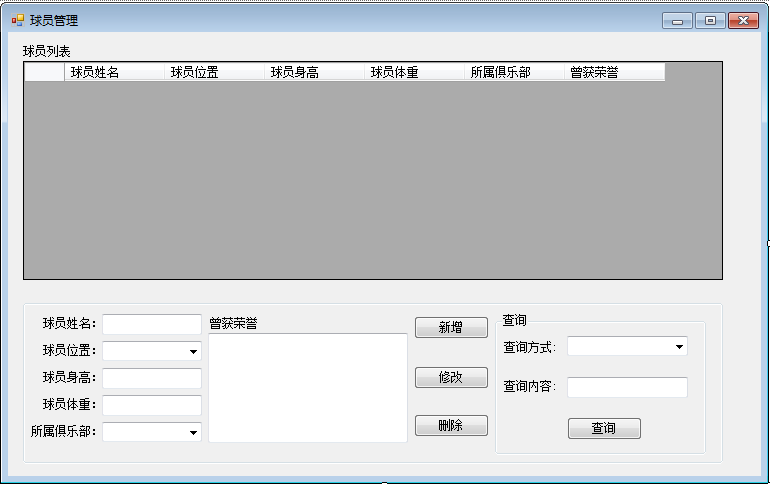 球员管理
球员列表
球员姓名 球员位置 球员身高 球员体重 所属俱乐部 曾获荣誉
球员姓名： 曾获荣誉 新增 查询
球员位置： 查询方式：
球员身高： 修改 查询内容：
球员体重：
所属俱乐部： 删除 查询